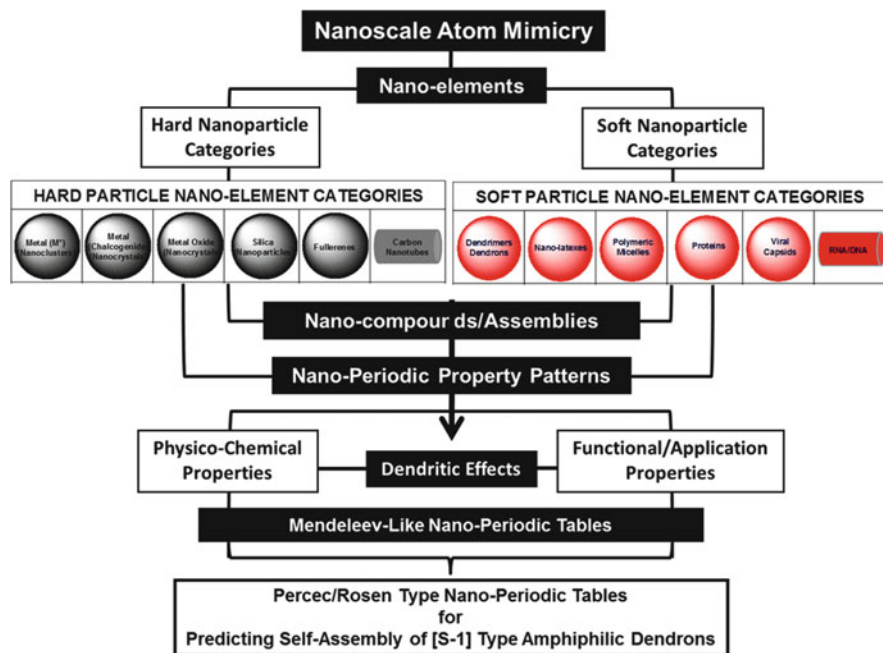 Nanoscale Atom Mimicry
Nano-elements
Hard Nanoparticle
Categories
Soft Nanoparticle
Categories
HARD PARTICLE NANO-ELEMENT CATEGORIES
Metal (M°)
Nanoclusters
Metal
Chalcogenide
Nanocrystals
Metal Oxide
Nanocrystals
Silica
Nanoparticles
Fullerenes
Carbon
Nanotubes
SOFT PARTICLE NANO-ELEMENT CATEGORIES
Dendrimers
Dendrons
Nano-latexes
Polymeric
Micelles
Proteins
Viral
Capsids
RNA/DNA
Nano-compounds/Assemblies
Nano-Periodic Property Patterns
Physico-Chemical
Properties
Dendritic Effects
Functional/Application
Properties
Mendeleev-Like Nano-Periodic Tables
Percec/Rosen Type Nano-Periodic Tables
for
Predicting Self-Assembly of [S-1] Type Amphiphilic Dendrons